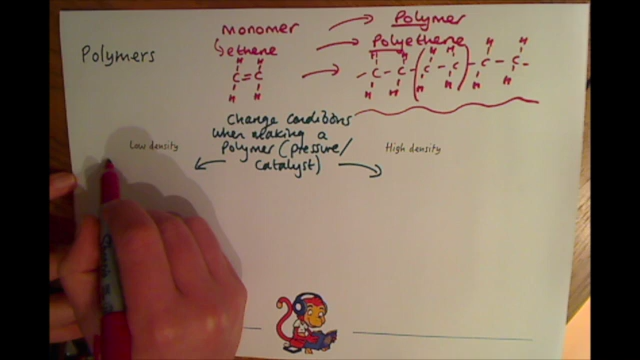 Polymers
Monomer
Polymer
ethene
Polyethene
H H
C = C
H H
H H H H H H
- C - C - C - C - C - C -
H H H H H H
Change conditions
when making a
Polymer (pressure/
catalyst)
Low density
High density